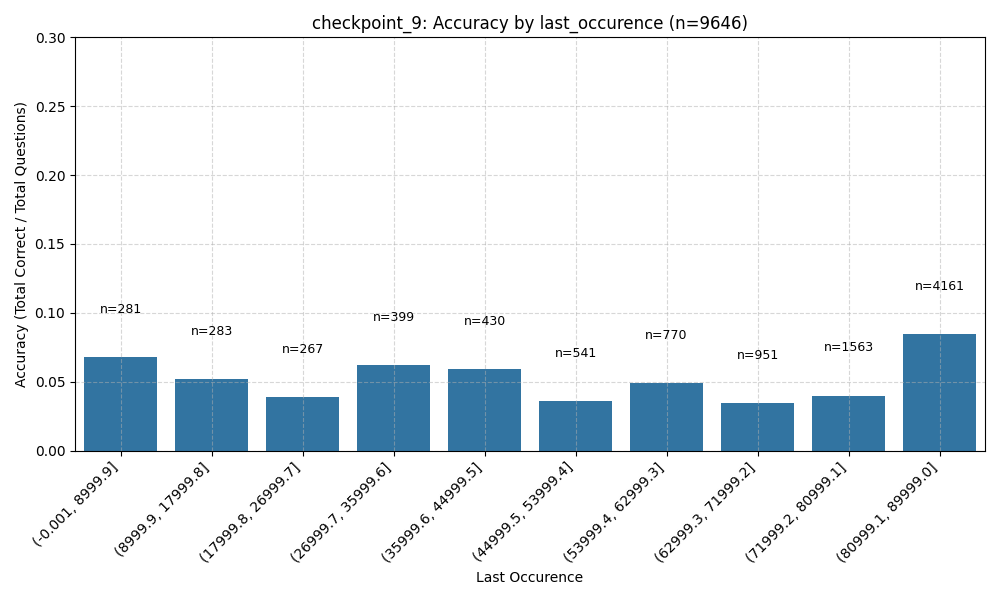 checkpoint_9: Accuracy by last_occurence (n=9646)
Accuracy (Total Correct / Total Questions)
0.30
0.25
0.20
0.15
0.10
0.05
0.00
n=281
n=283
n=267
n=399
n=430
n=541
n=770
n=951
n=1563
n=4161
(-0.001, 8999.9]
(8999.9, 17999.8]
(17999.8, 26999.7]
(26999.7, 35999.6]
(35999.6, 44999.5]
(44999.5, 53999.4]
(53999.4, 62999.3]
(62999.3, 71999.2]
(71999.2, 80999.1]
(80999.1, 89999.0]
Last Occurence